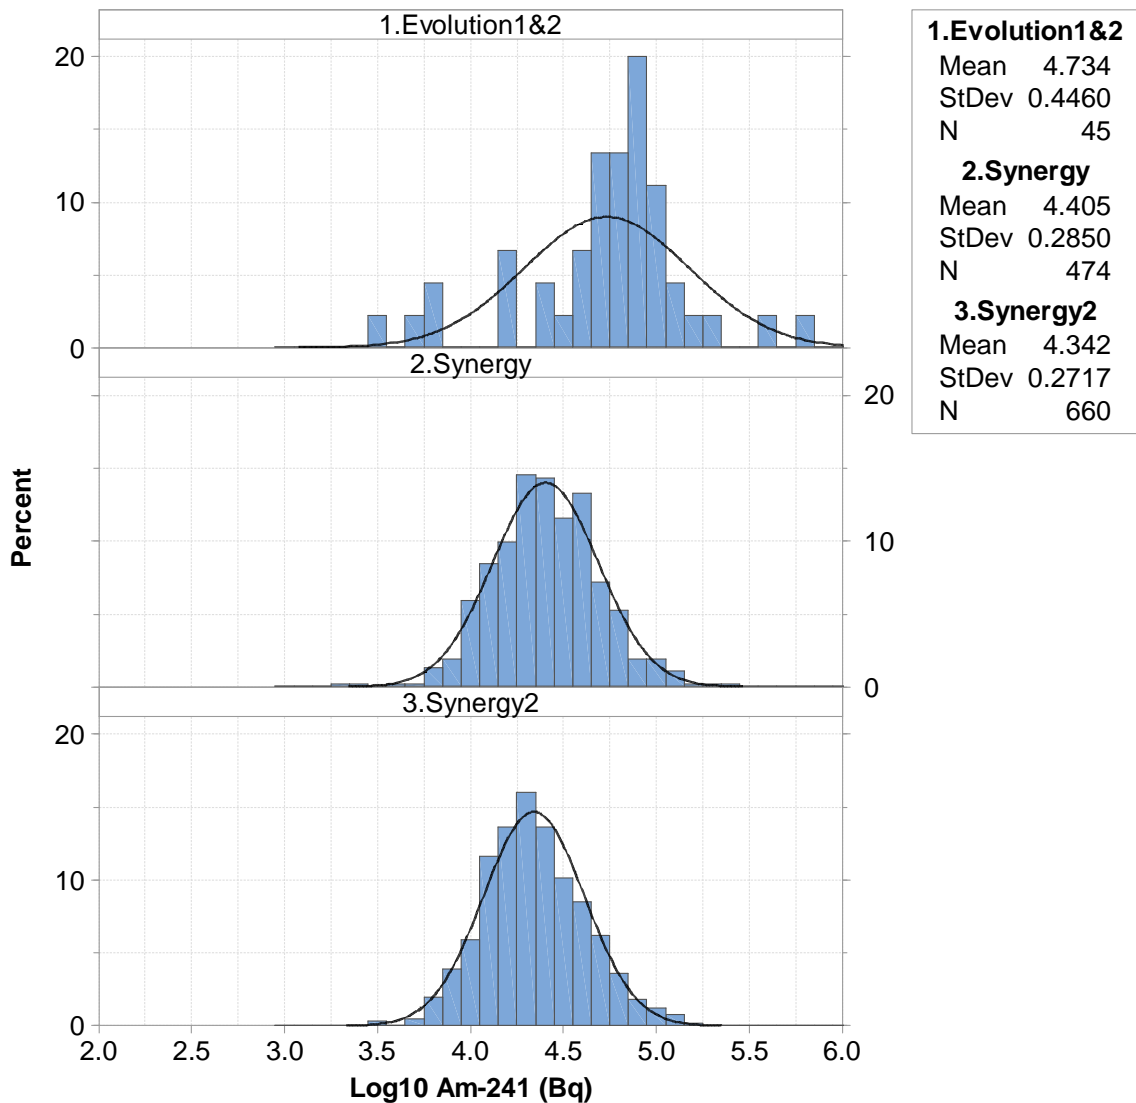 1.Evolution1&2
20
10
0
2.Synergy
20
10
0
3.Synergy2
20
10
0
2.0 2.5 3.0 3.5 4.0 4.5 5.0 5.5 6.0
Log10 Am-241 (Bq)
Percent
1.Evolution1&2
Mean 4.734
StDev 0.4460
N 45
2.Synergy
Mean 4.405
StDev 0.2850
N 474
3.Synergy2
Mean 4.342
StDev 0.2717
N 660